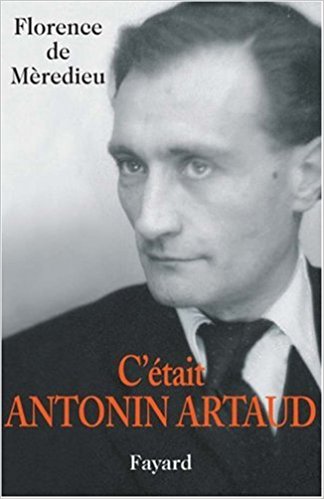 Florence
de
Mèredieu
C'était
ANTONIN ARTAUD
Fayard